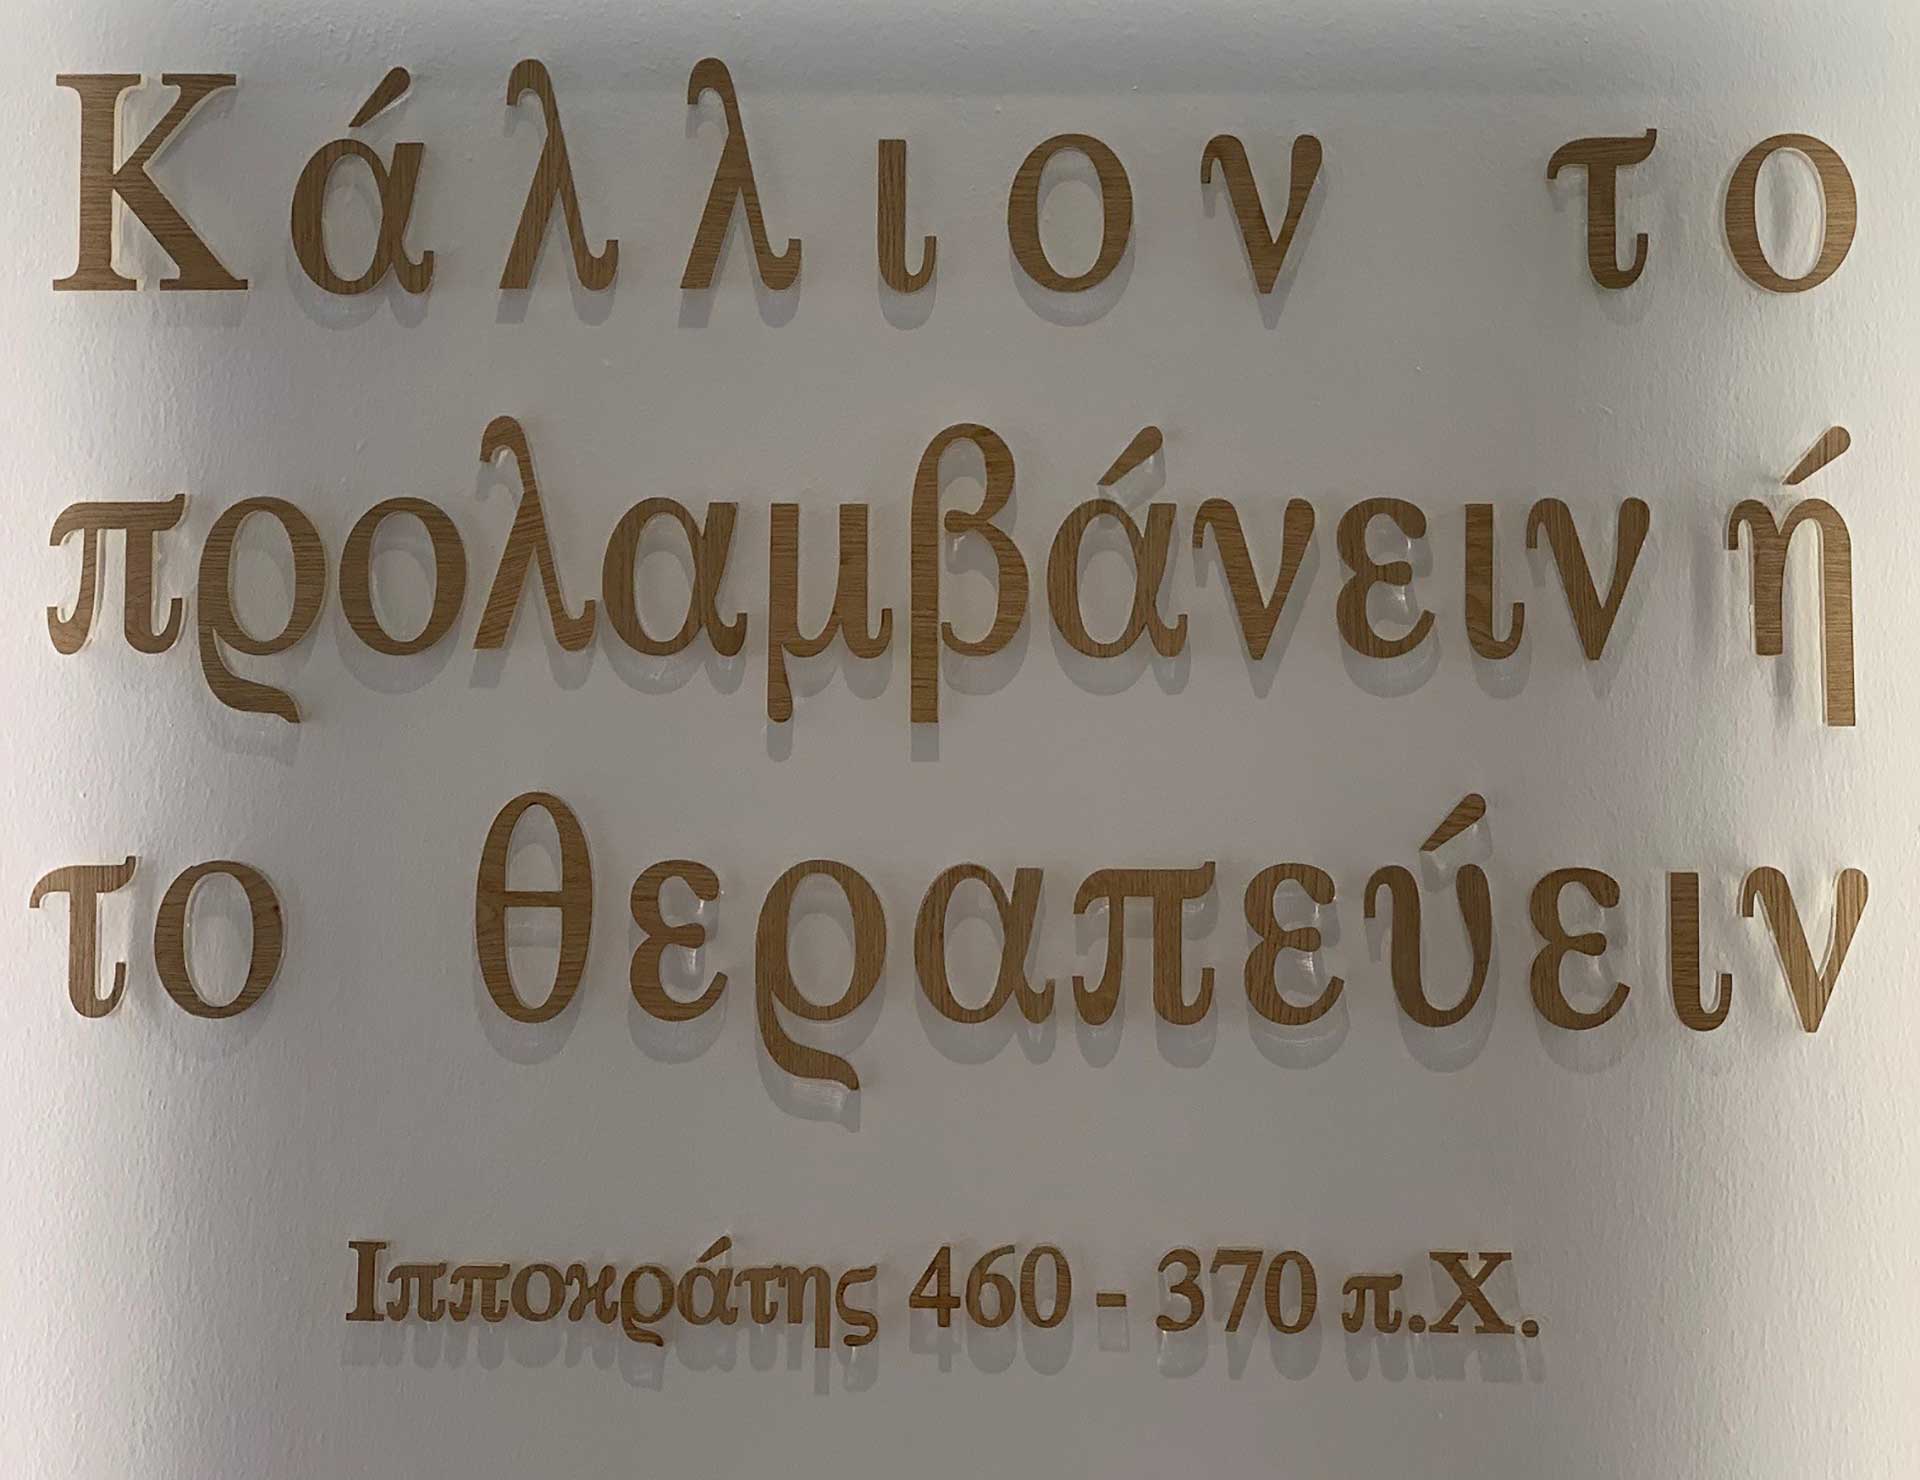 Κάλλιον το
προλαμβάνειν ή
το θεραπεύειν
Ιπποκράτης 460 - 370 π.Χ.